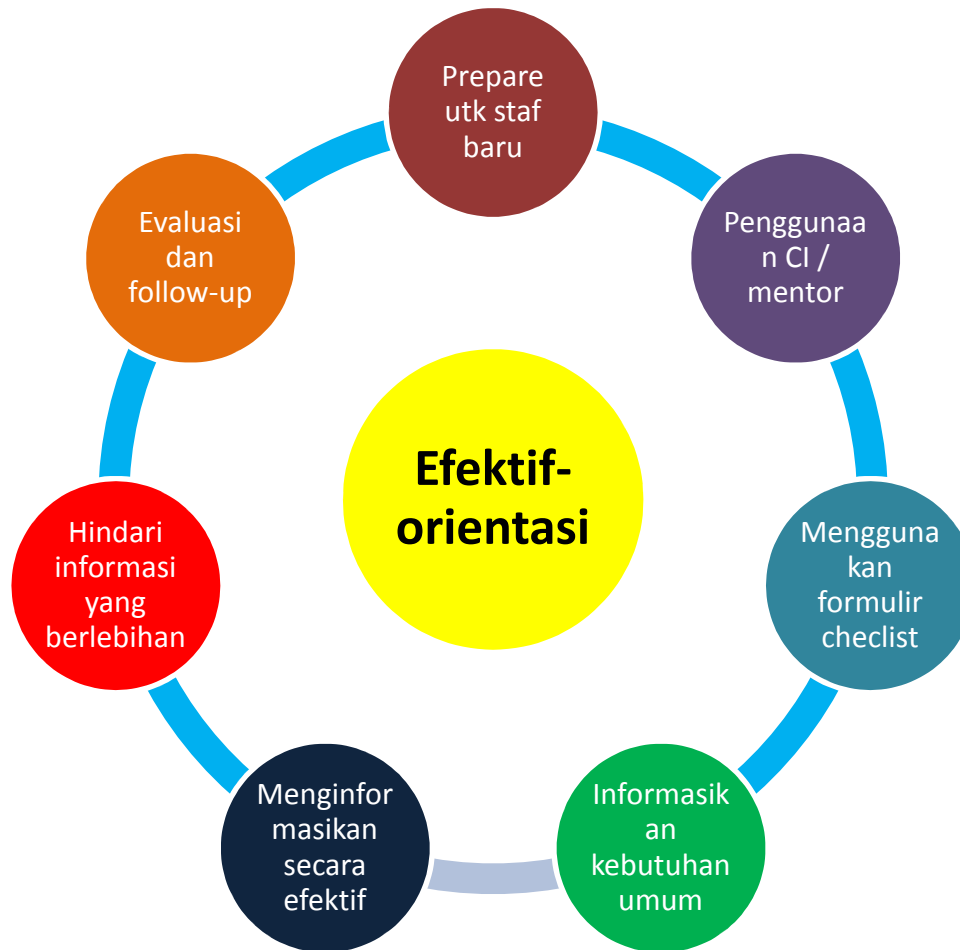 Prepare
utk staf
baru
Penggunaa
n CI /
mentor
Mengguna
kan
formulir
checlist
Informasik
an
kebutuhan
umum
Menginfor
masikan
secara
efektif
Hindari
informasi
yang
berlebihan
Evaluasi
dan
follow-up
Efektif-
orientasi